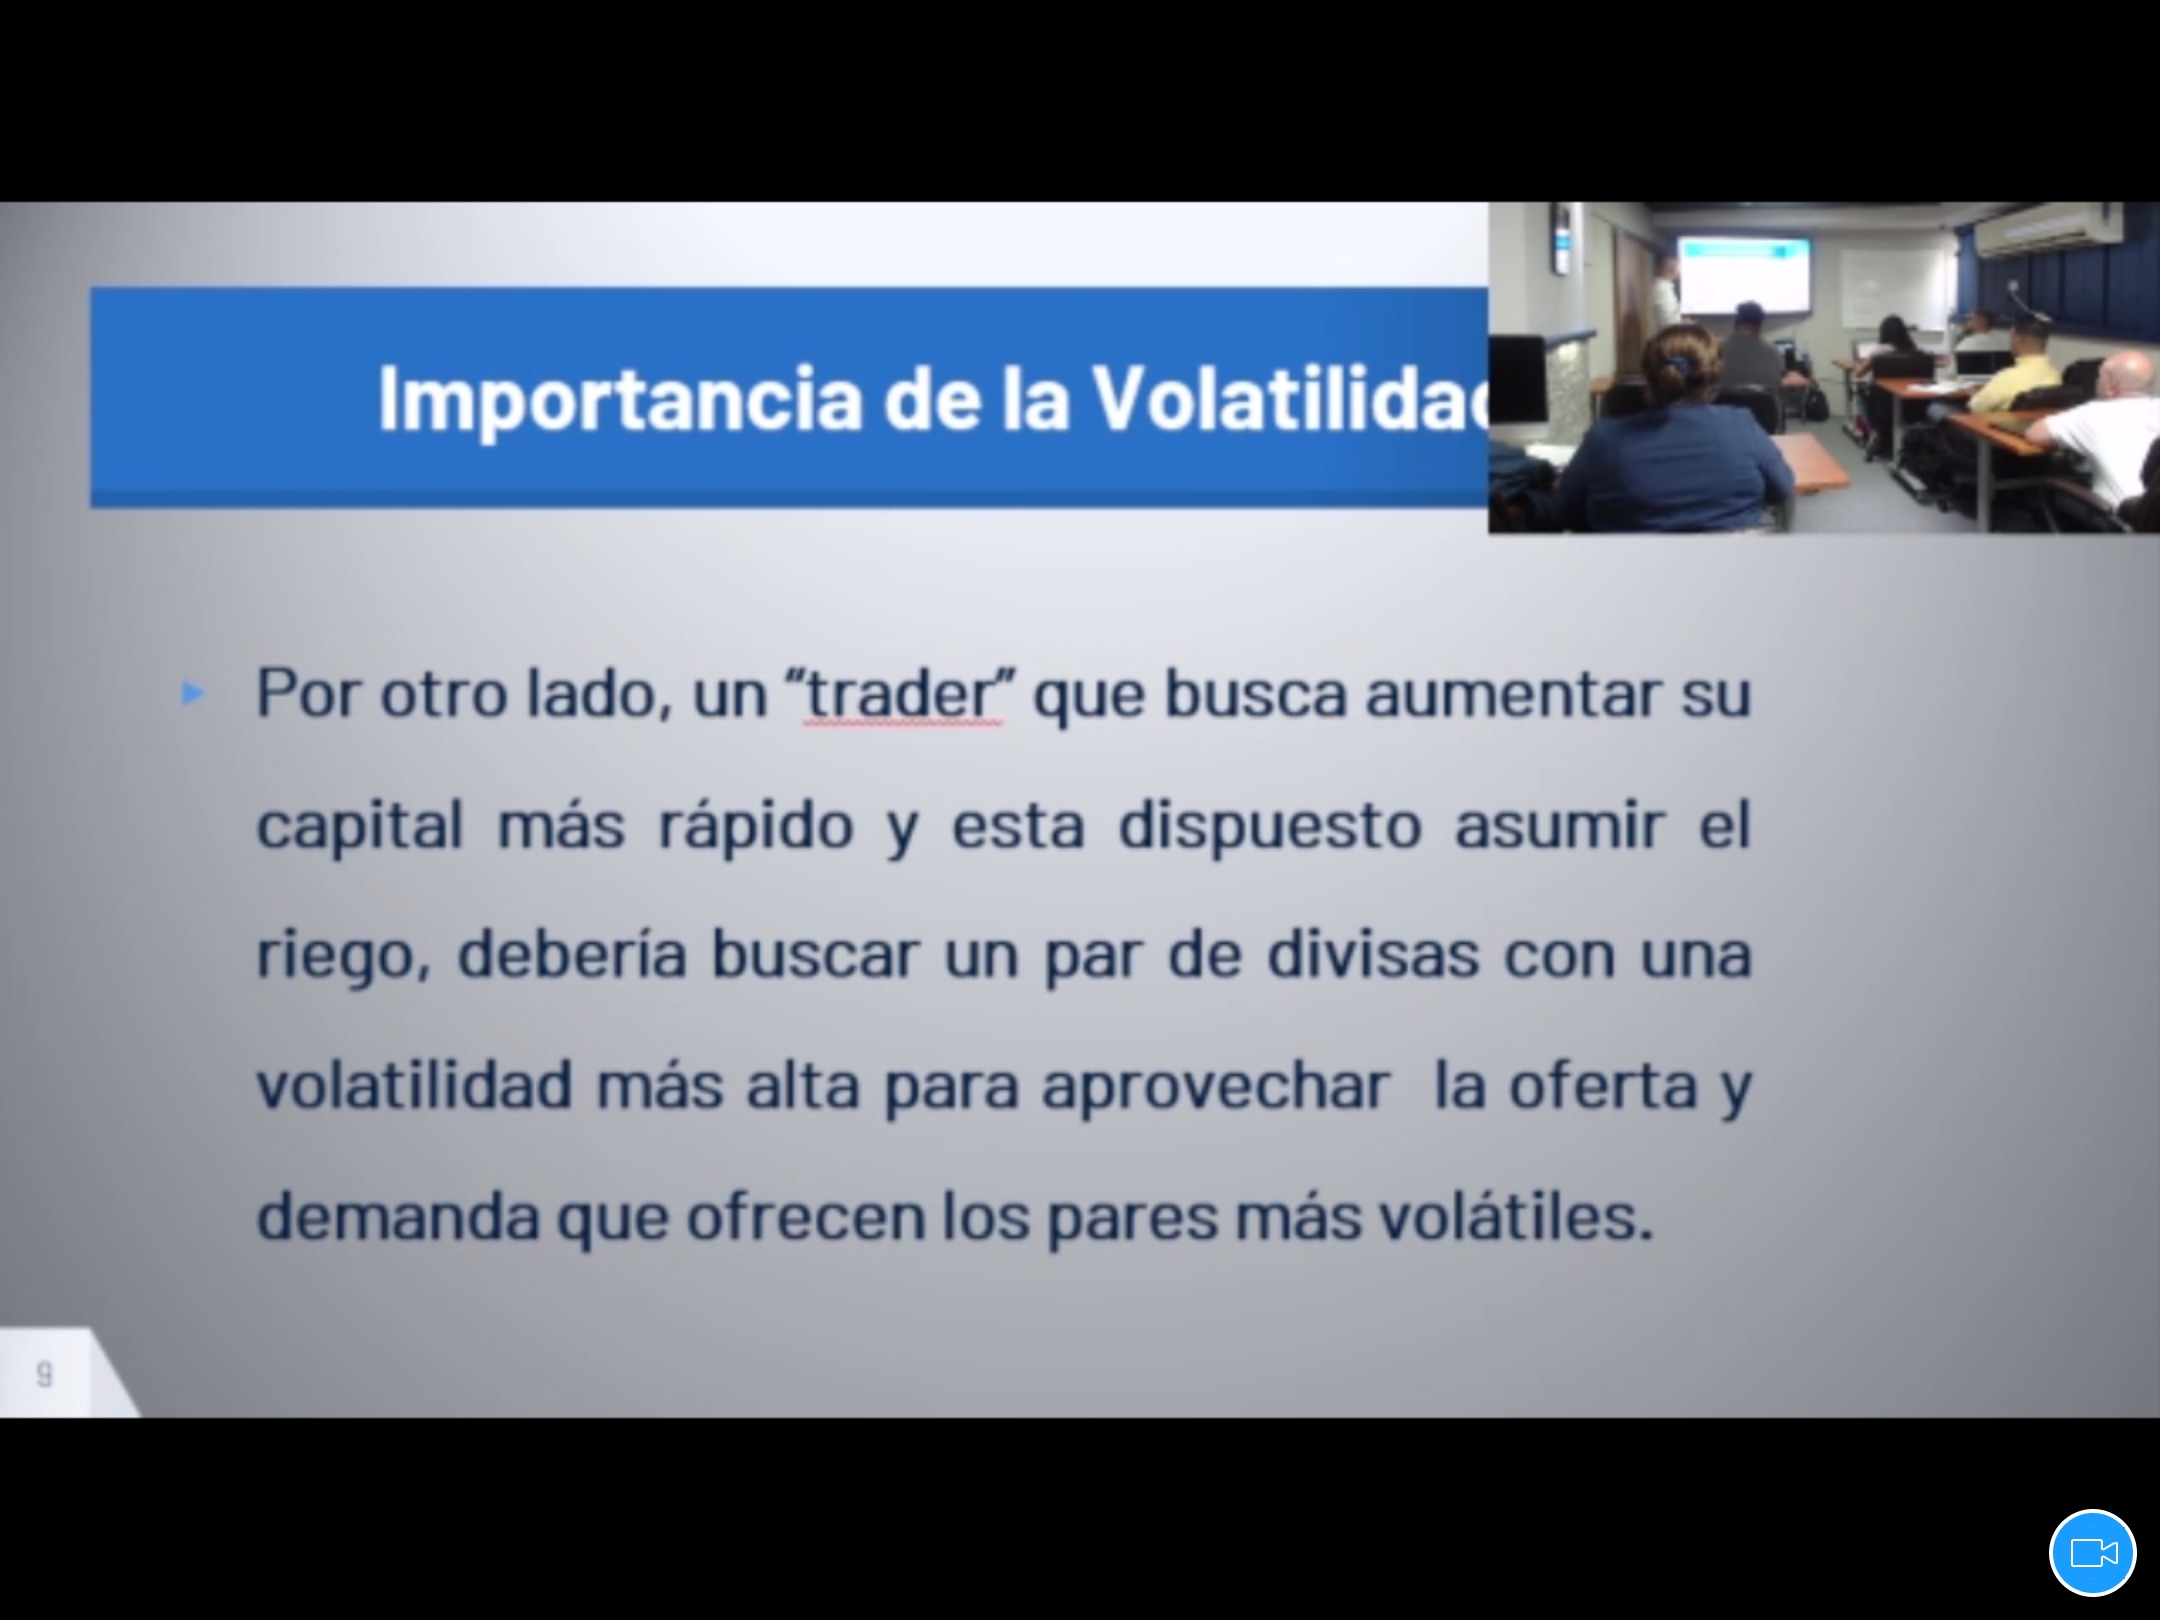 Importancia de la Volatilidad
Por otro lado, un “trader” que busca aumentar su
capital más rápido y esta dispuesto asumir el
riego, debería buscar un par de divisas con una
volatilidad más alta para aprovechar la oferta y
demanda que ofrecen los pares más volátiles.
9